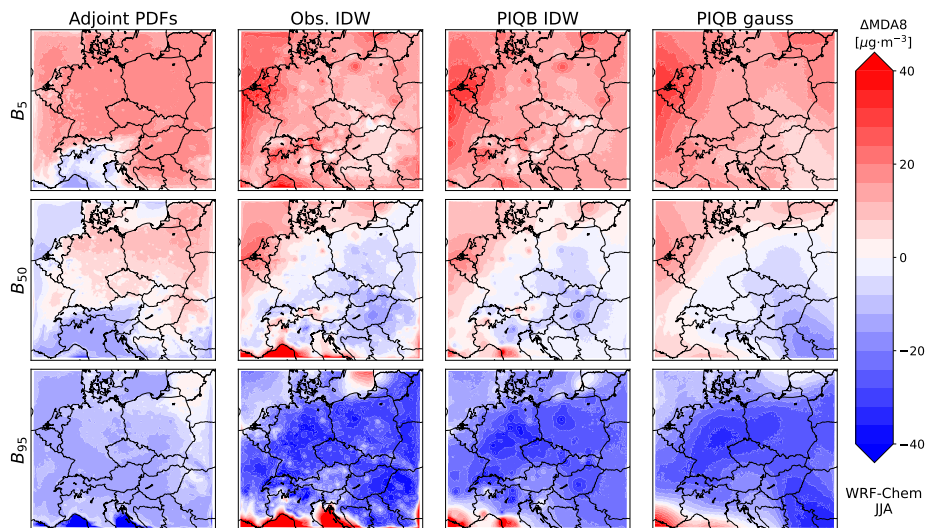 Adjoint PDFs Obs. IDW PIQB IDW PIQB gauss
ΔMDA8
[μg·m⁻³]
B₅
B₅₀
B₉₅
40
20
0
−20
−40
WRF-Chem
JJA